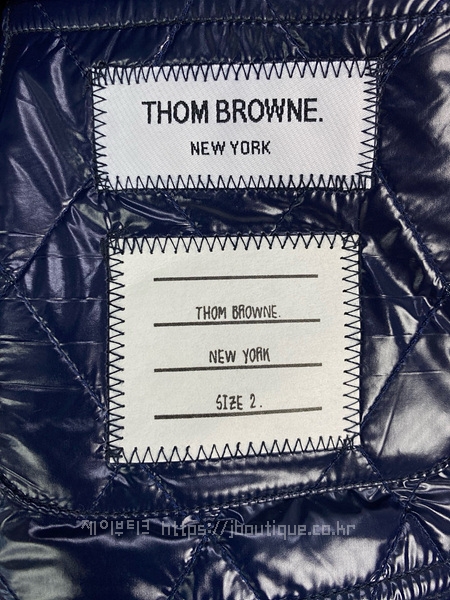 THOM BROWNE.
NEW YORK
THOM BROWNE.
NEW YORK
SIZE 2.
제이부티크 https://jboutique.co.kr